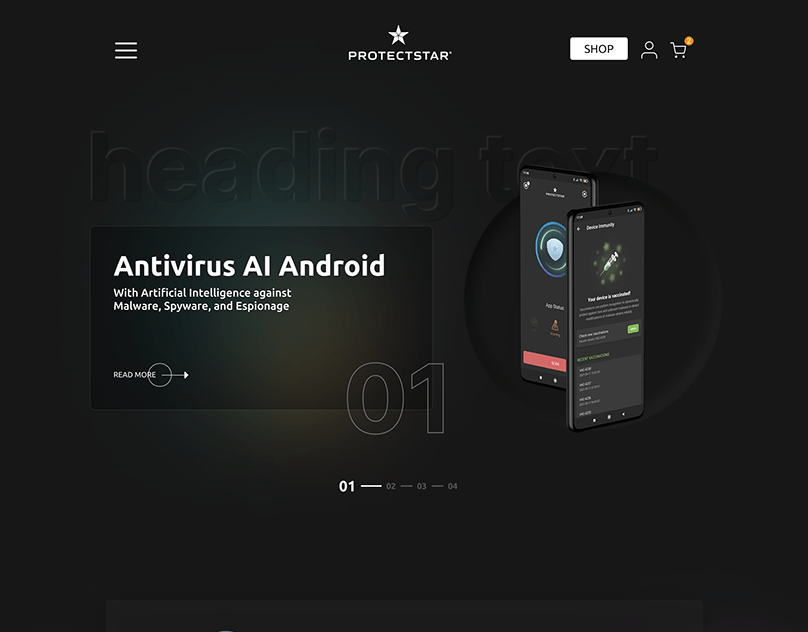 PROTECTSTAR
SHOP
2
heading text
Antivirus AI Android
With Artificial Intelligence against
Malware, Spyware, and Espionage
READ MORE
01
PROTECTSTAR
App Status
SCAN
Device Immunity
Your device is vaccinated!
RECENT VACCINATIONS
01 02 03 04